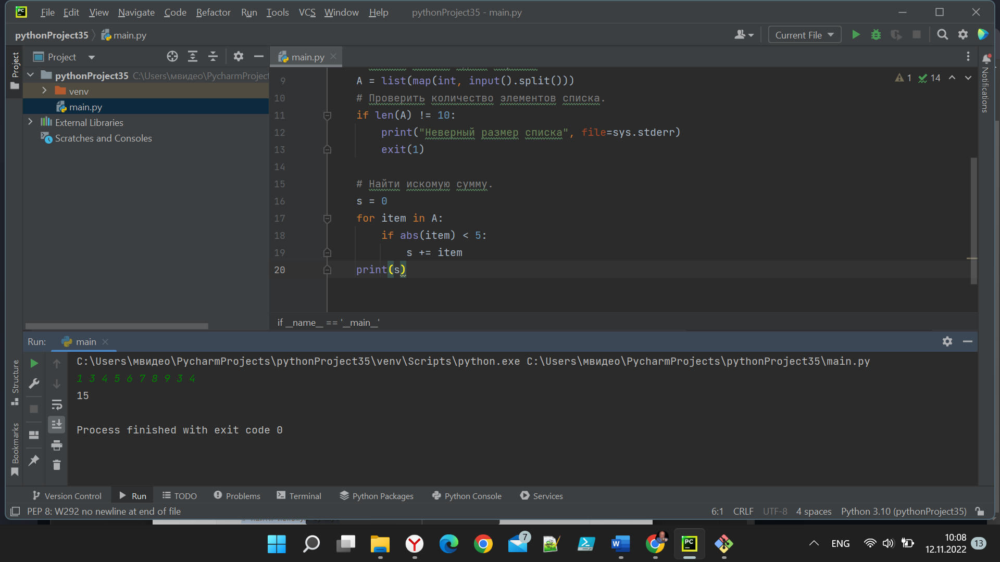 PC File Edit View Navigate Code Refactor Run Tools VCS Window Help pythonProject35 - main.py
pythonProject35 main.py Current File
Project
Project
main.py
pythonProject35 C:\Users\мвидео\PycharmProject
venv
main.py
External Libraries
Scratches and Consoles
9 A = list(map(int, input().split()))
10 # Проверить количество элементов списка.
11 if len(A) != 10:
12 print("Неверный размер списка", file=sys.stderr)
13 exit(1)
14
15 # Найти искомую сумму.
16 s = 0
17 for item in A:
18 if abs(item) < 5:
19 s += item
20 print(s)
1 14
Notifications
if __name__ == '__main__'
Run: main
C:\Users\мвидео\PycharmProjects\pythonProject35\venv\Scripts\python.exe C:\Users\мвидео\PycharmProjects\pythonProject35\main.py
1 3 4 5 6 7 8 9 3 4
15
Process finished with exit code 0
Structure
Bookmarks
Version Control Run TODO Problems Terminal Python Packages Python Console Services
PEP 8: W292 no newline at end of file 6:1 CRLF UTF-8 4 spaces Python 3.10 (pythonProject35)
7
W
PC
ENG
10:08
12.11.2022
13